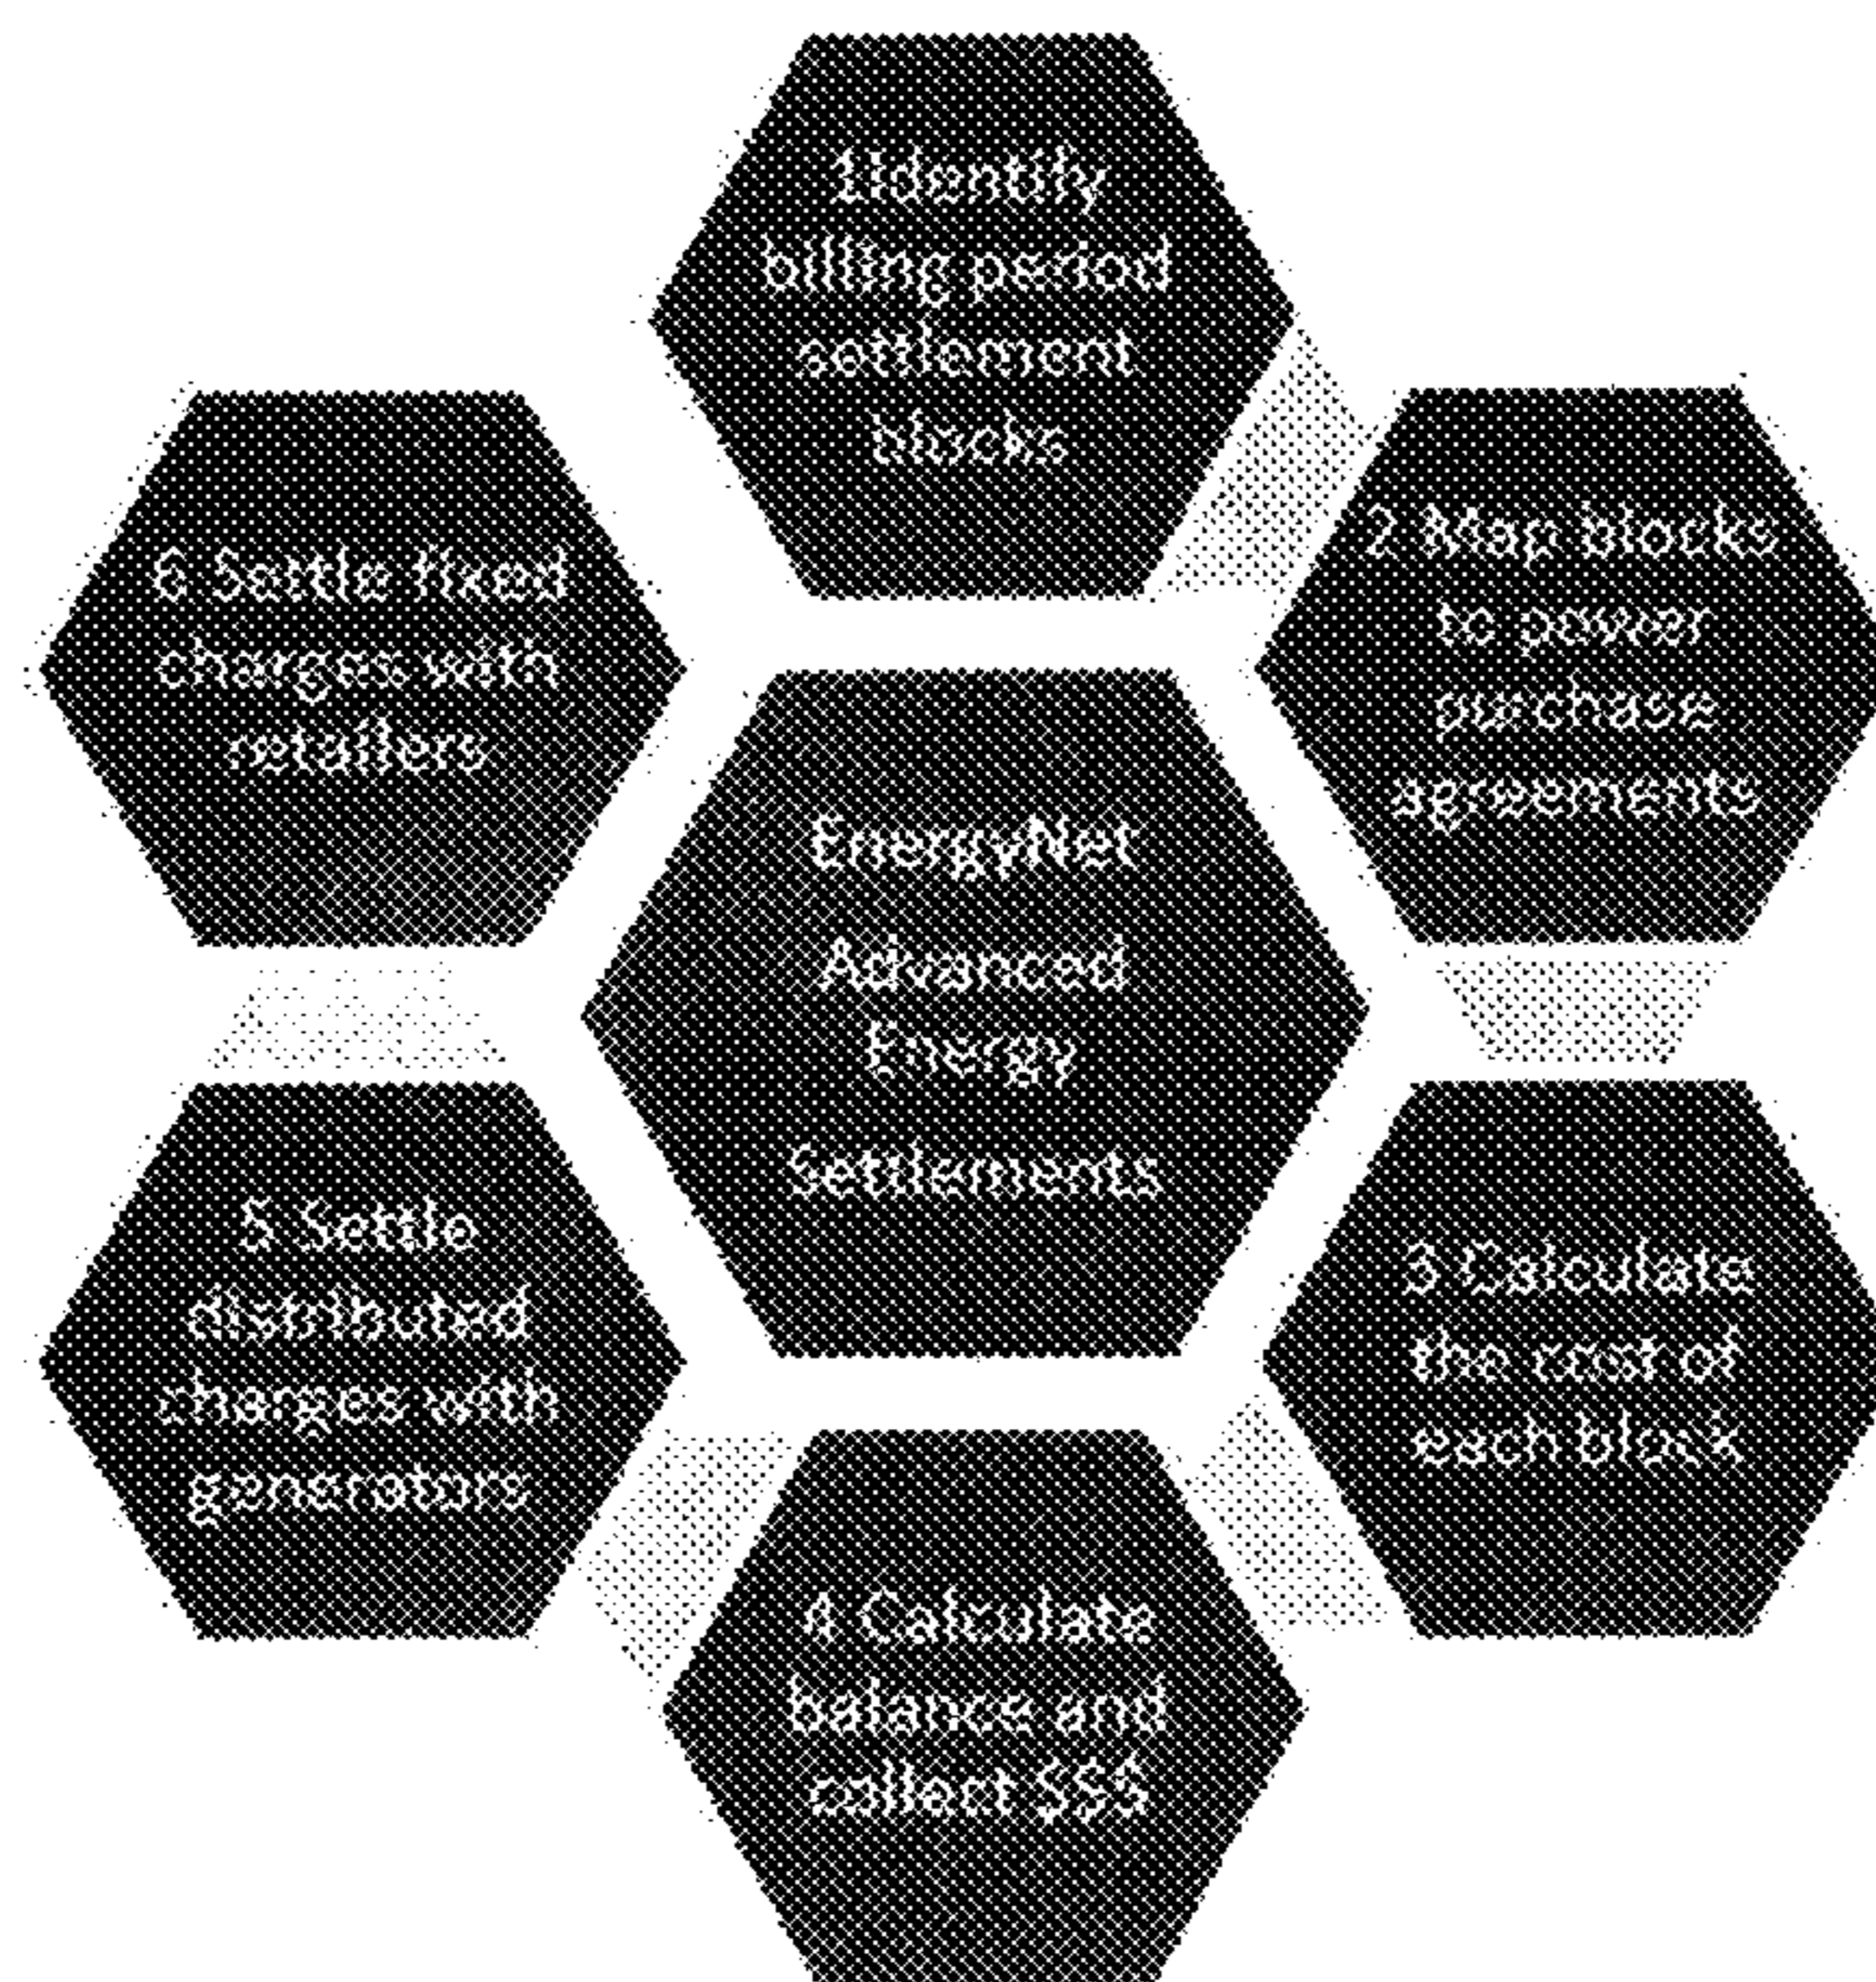 1Identify
billing period
settlement
blocks
2 Map blocks
to power
purchase
agreements
3 Calculate
the cost of
each block
4 Calculate
balance and
collect $$$
5 Settle
distributed
charges with
generators
6 Settle fixed
charges with
retailers
EnergyNet
Advanced
Energy
Settlements